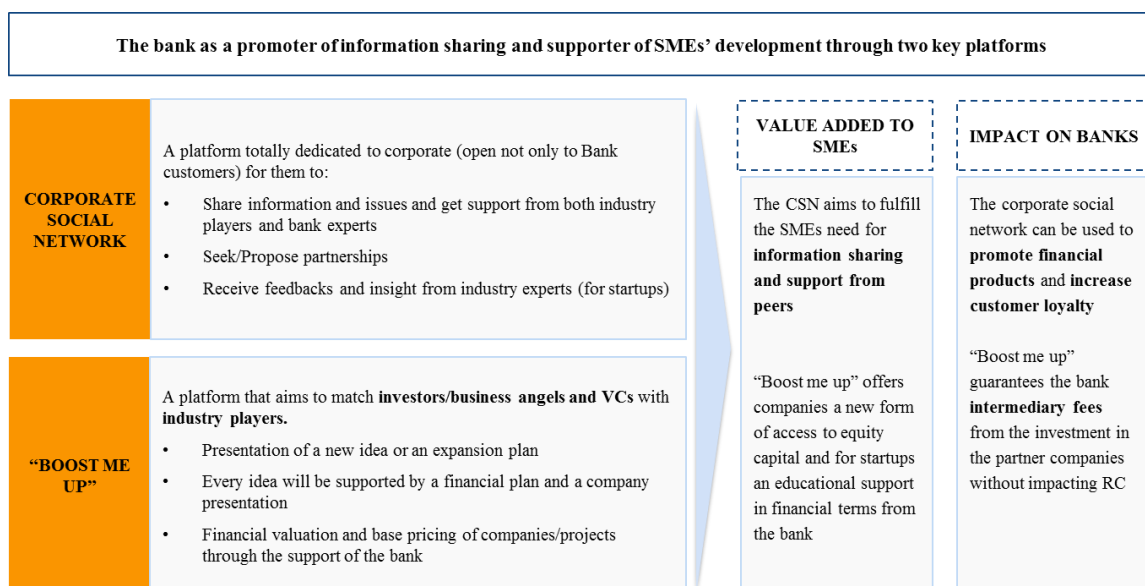 The bank as a promoter of information sharing and supporter of SMEs’ development through two key platforms
CORPORATE
SOCIAL
NETWORK
A platform totally dedicated to corporate (open not only to Bank
customers) for them to:
• Share information and issues and get support from both industry
players and bank experts
• Seek/Propose partnerships
• Receive feedbacks and insight from industry experts (for startups)
“BOOST ME
UP”
A platform that aims to match investors/business angels and VCs with
industry players.
• Presentation of a new idea or an expansion plan
• Every idea will be supported by a financial plan and a company
presentation
• Financial valuation and base pricing of companies/projects
through the support of the bank
VALUE ADDED TO
SMEs
The CSN aims to fulfill
the SMEs need for
information sharing
and support from
peers
“Boost me up” offers
companies a new form
of access to equity
capital and for startups
an educational support
in financial terms from
the bank
IMPACT ON BANKS
The corporate social
network can be used to
promote financial
products and increase
customer loyalty
“Boost me up”
guarantees the bank
intermediary fees
from the investment in
the partner companies
without impacting RC